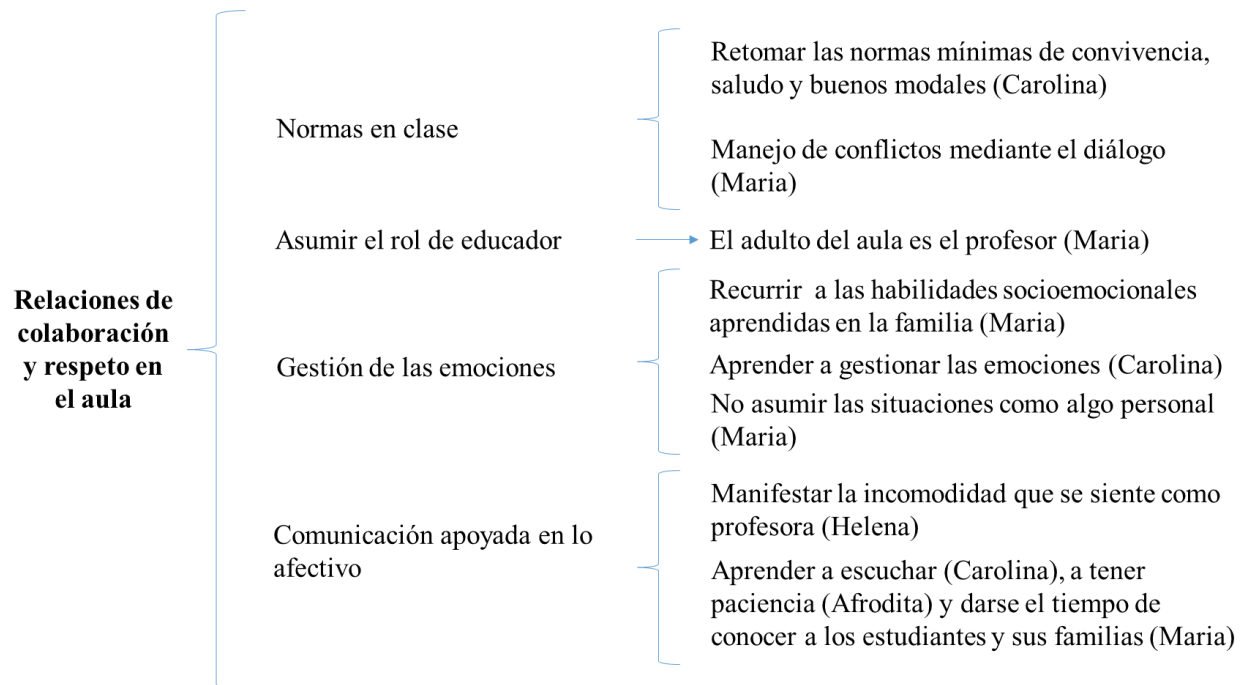 Relaciones de
colaboración
y respeto en
el aula
Normas en clase
Retomar las normas mínimas de convivencia,
saludo y buenos modales (Carolina)
Manejo de conflictos mediante el diálogo
(Maria)
Asumir el rol de educador
El adulto del aula es el profesor (Maria)
Gestión de las emociones
Recurrir a las habilidades socioemocionales
aprendidas en la familia (Maria)
Aprender a gestionar las emociones (Carolina)
No asumir las situaciones como algo personal
(Maria)
Comunicación apoyada en lo
afectivo
Manifestar la incomodidad que se siente como
profesora (Helena)
Aprender a escuchar (Carolina), a tener
paciencia (Afrodita) y darse el tiempo de
conocer a los estudiantes y sus familias (Maria)